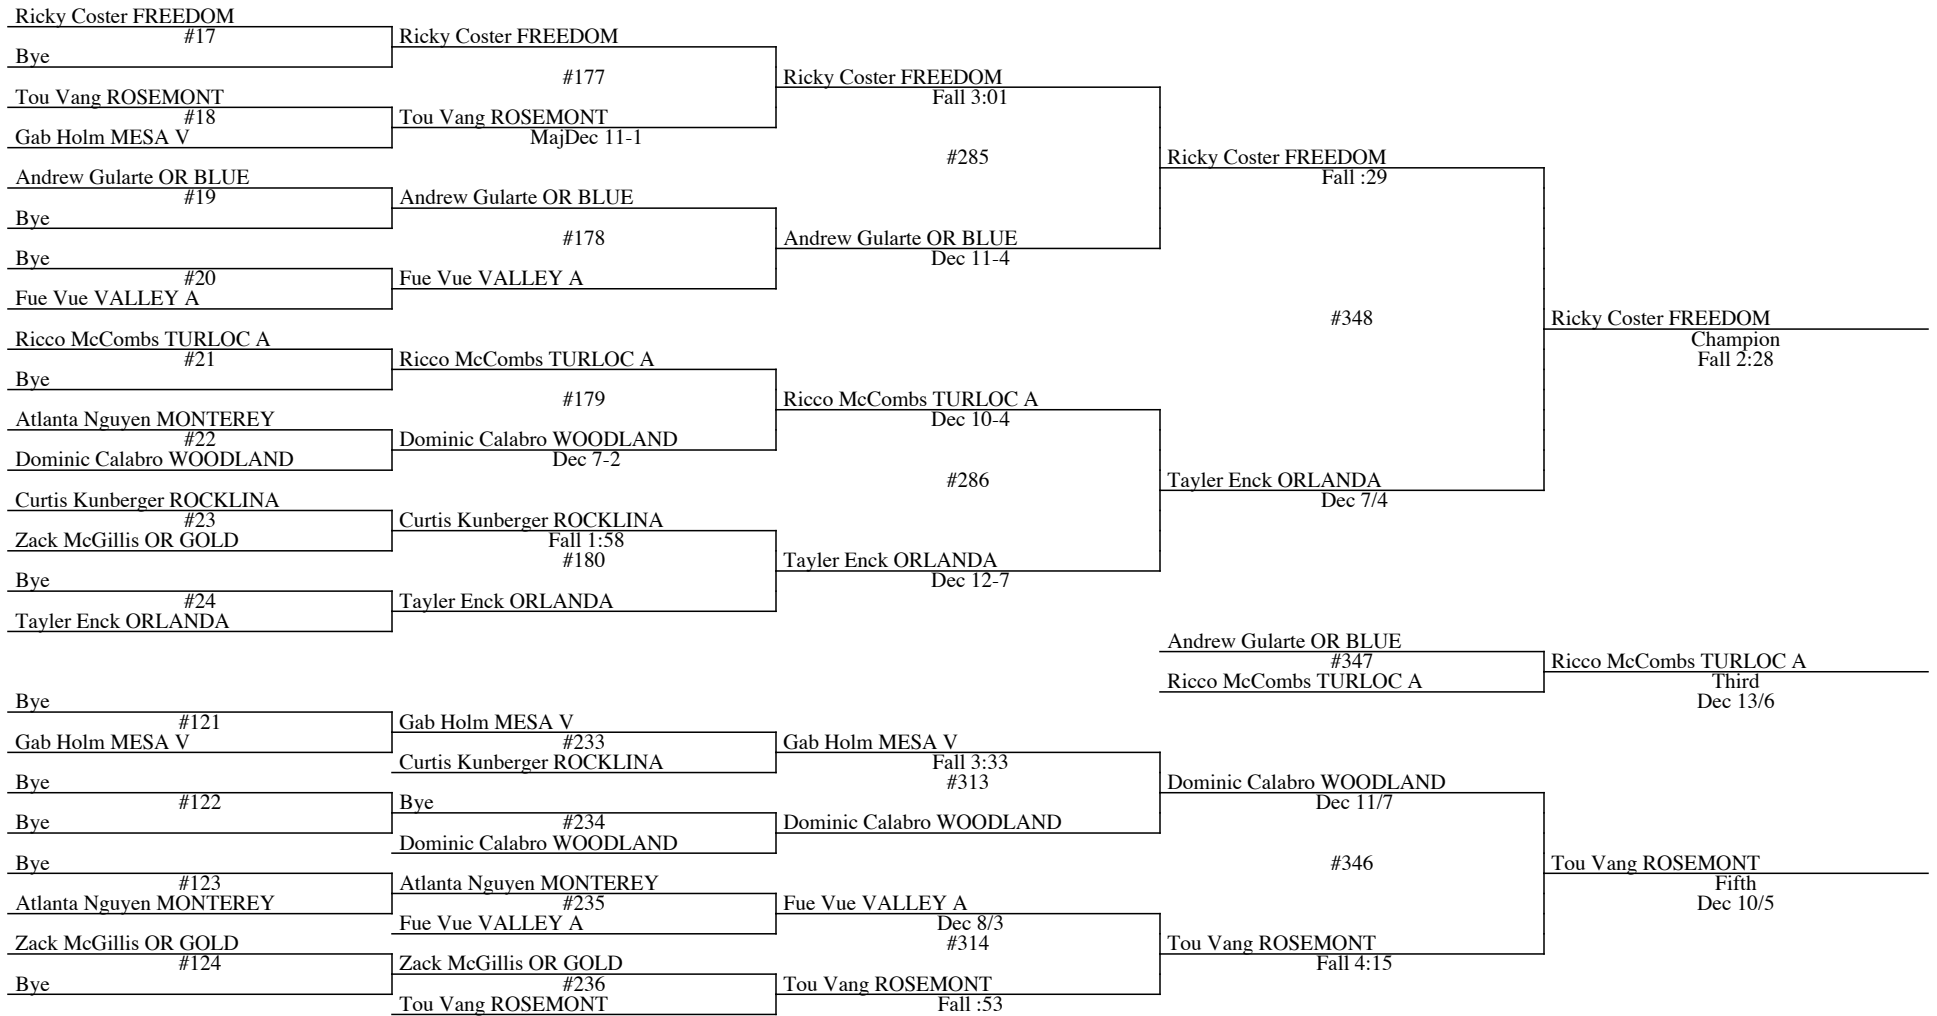 Ricky Coster FREEDOM
#17
Bye
Ricky Coster FREEDOM
#177
Tou Vang ROSEMONT
#18
Gab Holm MESA V
Tou Vang ROSEMONT
MajDec 11-1
Ricky Coster FREEDOM
Fall 3:01
#285
Andrew Gularte OR BLUE
#19
Bye
Andrew Gularte OR BLUE
#178
Bye
#20
Fue Vue VALLEY A
Fue Vue VALLEY A
Andrew Gularte OR BLUE
Dec 11-4
Ricky Coster FREEDOM
Fall :29
#348
Ricco McCombs TURLOC A
#21
Bye
Ricco McCombs TURLOC A
#179
Atlanta Nguyen MONTEREY
#22
Dominic Calabro WOODLAND
Dominic Calabro WOODLAND
Dec 7-2
Ricco McCombs TURLOC A
Dec 10-4
#286
Curtis Kunberger ROCKLINA
#23
Zack McGillis OR GOLD
Curtis Kunberger ROCKLINA
Fall 1:58
#180
Bye
#24
Tayler Enck ORLANDA
Tayler Enck ORLANDA
Tayler Enck ORLANDA
Dec 12-7
Tayler Enck ORLANDA
Dec 7/4
Ricky Coster FREEDOM
Champion
Fall 2:28
Andrew Gularte OR BLUE
#347
Ricco McCombs TURLOC A
Ricco McCombs TURLOC A
Third
Dec 13/6
Bye
#121
Gab Holm MESA V
Gab Holm MESA V
#233
Curtis Kunberger ROCKLINA
Gab Holm MESA V
Fall 3:33
#313
Bye
#122
Bye
Bye
#234
Dominic Calabro WOODLAND
Dominic Calabro WOODLAND
Dominic Calabro WOODLAND
Dec 11/7
#346
Bye
#123
Atlanta Nguyen MONTEREY
Atlanta Nguyen MONTEREY
#235
Fue Vue VALLEY A
Fue Vue VALLEY A
Dec 8/3
#314
Zack McGillis OR GOLD
#124
Bye
Zack McGillis OR GOLD
#236
Tou Vang ROSEMONT
Tou Vang ROSEMONT
Fall :53
Tou Vang ROSEMONT
Fall 4:15
Tou Vang ROSEMONT
Fifth
Dec 10/5